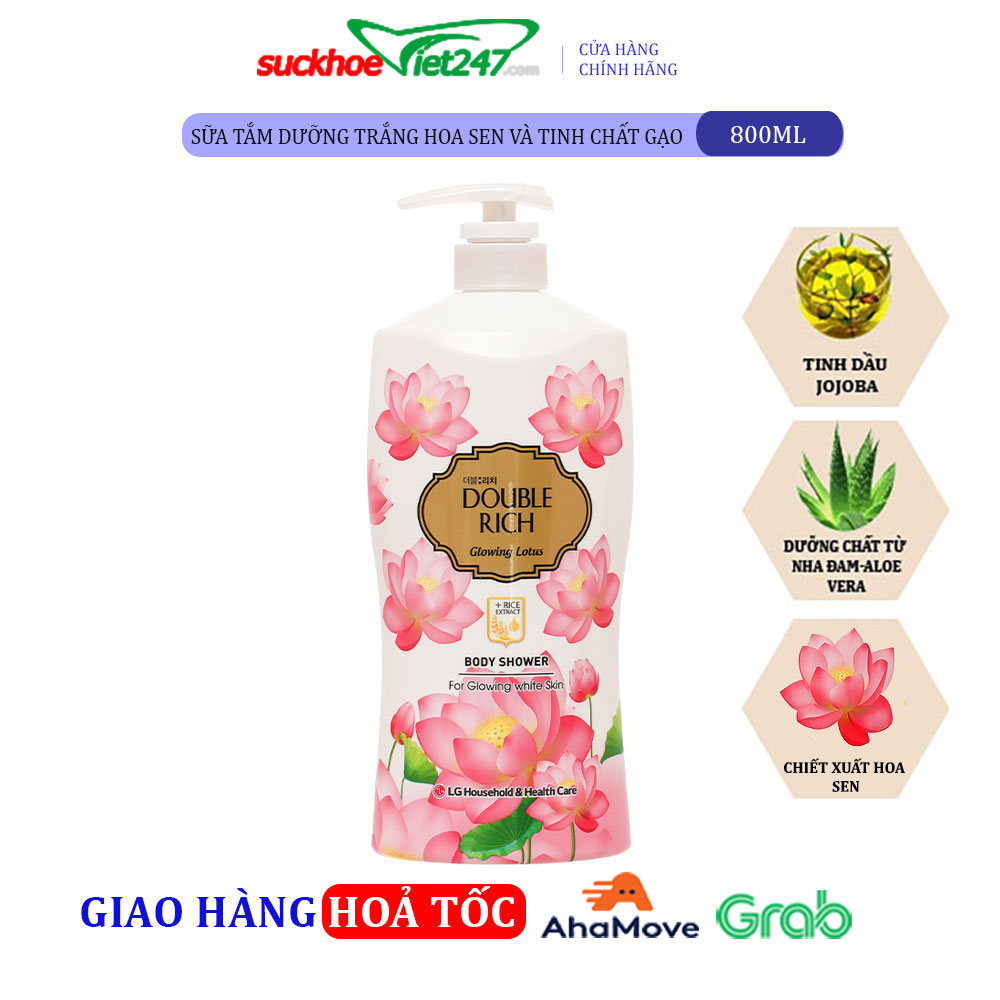 suckhoeViet247.com
CỬA HÀNG
CHÍNH HÃNG
SỮA TẮM DƯỠNG TRẮNG HOA SEN VÀ TINH CHẤT GẠO
800ML
더블:리치
DOUBLE
RICH
Glowing Lotus
+ RICE
EXTRACT
BODY SHOWER
For Glowing white Skin
LG Household & Health Care
TINH DẦU
JOJOBA
DƯỠNG CHẤT TỪ
NHA ĐAM-ALOE
VERA
CHIẾT XUẤT HOA
SEN
GIAO HÀNG HOẢ TỐC
AhaMove
Grab